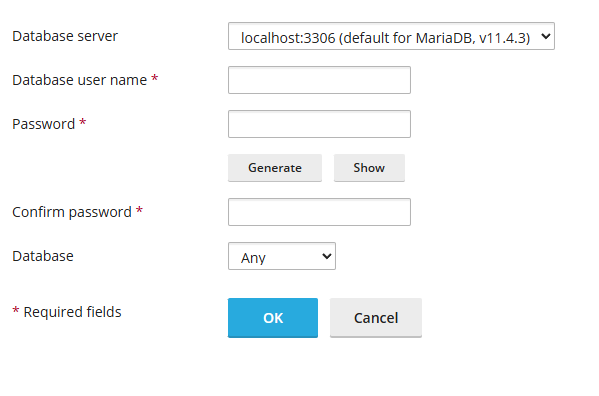 Database server localhost:3306 (default for MariaDB, v11.4.3)
Database user name *
Password *
Generate Show
Confirm password *
Database Any
* Required fields OK Cancel